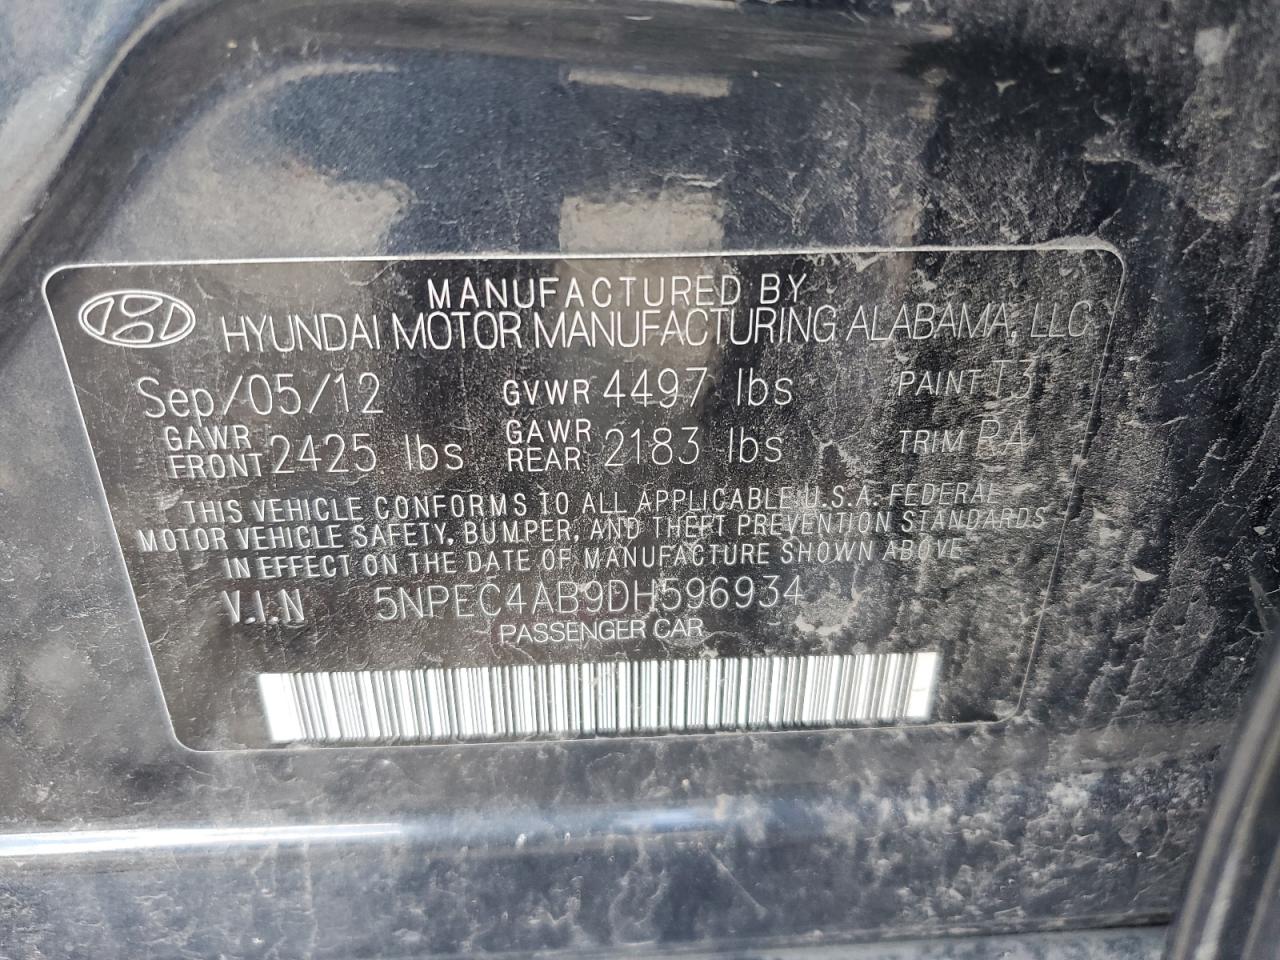 MANUFACTURED BY
HYUNDAI MOTOR MANUFACTURING ALABAMA, LLC
Sep/05/12 GVWR 4497 lbs PAINT T3
GAWR FRONT 2425 lbs GAWR REAR 2183 lbs TRIM RA
THIS VEHICLE CONFORMS TO ALL APPLICABLE U.S.A. FEDERAL
MOTOR VEHICLE SAFETY, BUMPER, AND THEFT PREVENTION STANDARDS
IN EFFECT ON THE DATE OF MANUFACTURE SHOWN ABOVE
V.I.N 5NPEC4AB9DH596934
PASSENGER CAR